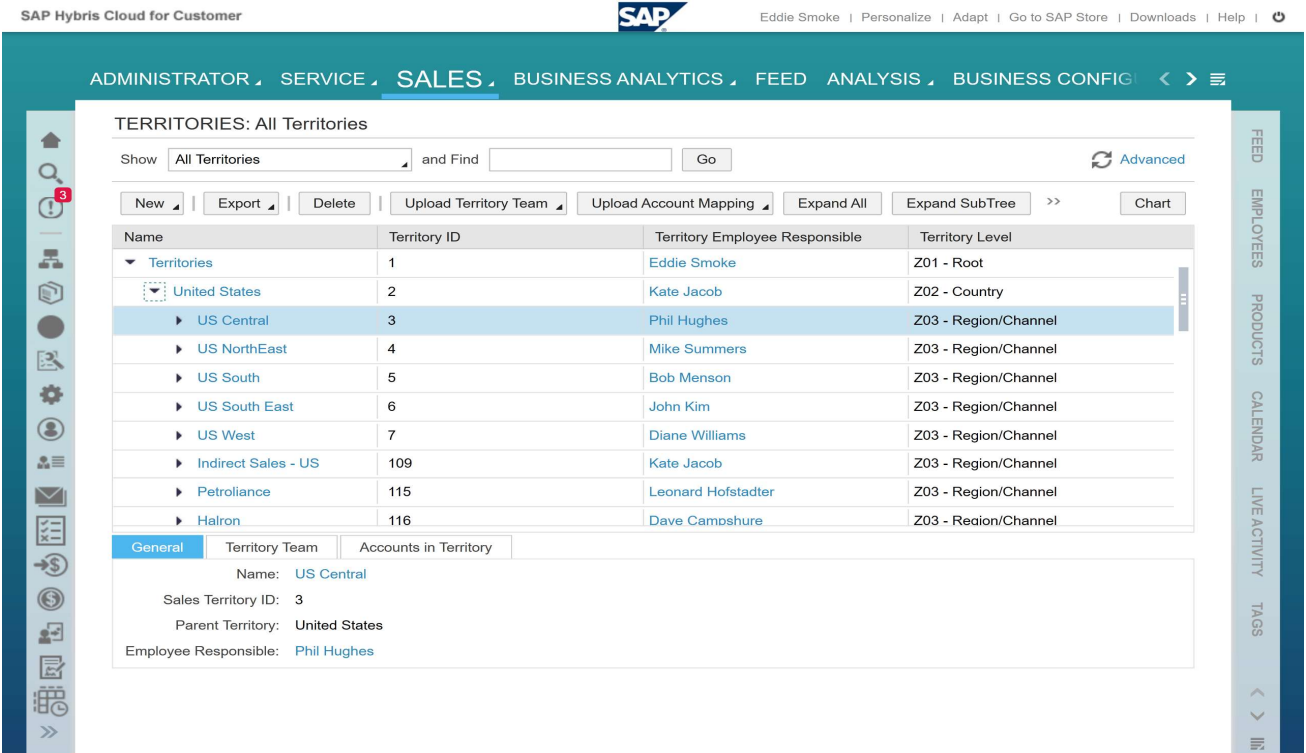 SAP Hybris Cloud for Customer
SAP
Eddie Smoke | Personalize | Adapt | Go to SAP Store | Downloads | Help |
ADMINISTRATOR SERVICE SALES BUSINESS ANALYTICS FEED ANALYSIS BUSINESS CONFIG
TERRITORIES: All Territories
Show All Territories and Find Go Advanced
New | Export | Delete | Upload Territory Team Upload Account Mapping Expand All Expand SubTree >> Chart
Name Territory ID Territory Employee Responsible Territory Level
Territories 1 Eddie Smoke Z01 - Root
United States 2 Kate Jacob Z02 - Country
US Central 3 Phil Hughes Z03 - Region/Channel
US NorthEast 4 Mike Summers Z03 - Region/Channel
US South 5 Bob Menson Z03 - Region/Channel
US South East 6 John Kim Z03 - Region/Channel
US West 7 Diane Williams Z03 - Region/Channel
Indirect Sales - US 109 Kate Jacob Z03 - Region/Channel
Petroliance 115 Leonard Hofstadter Z03 - Region/Channel
Halron 116 Dave Campshure Z03 - Region/Channel
General Territory Team Accounts in Territory
Name: US Central
Sales Territory ID: 3
Parent Territory: United States
Employee Responsible: Phil Hughes
3
FEED
EMPLOYEES
PRODUCTS
CALENDAR
LIVE ACTIVITY
TAGS